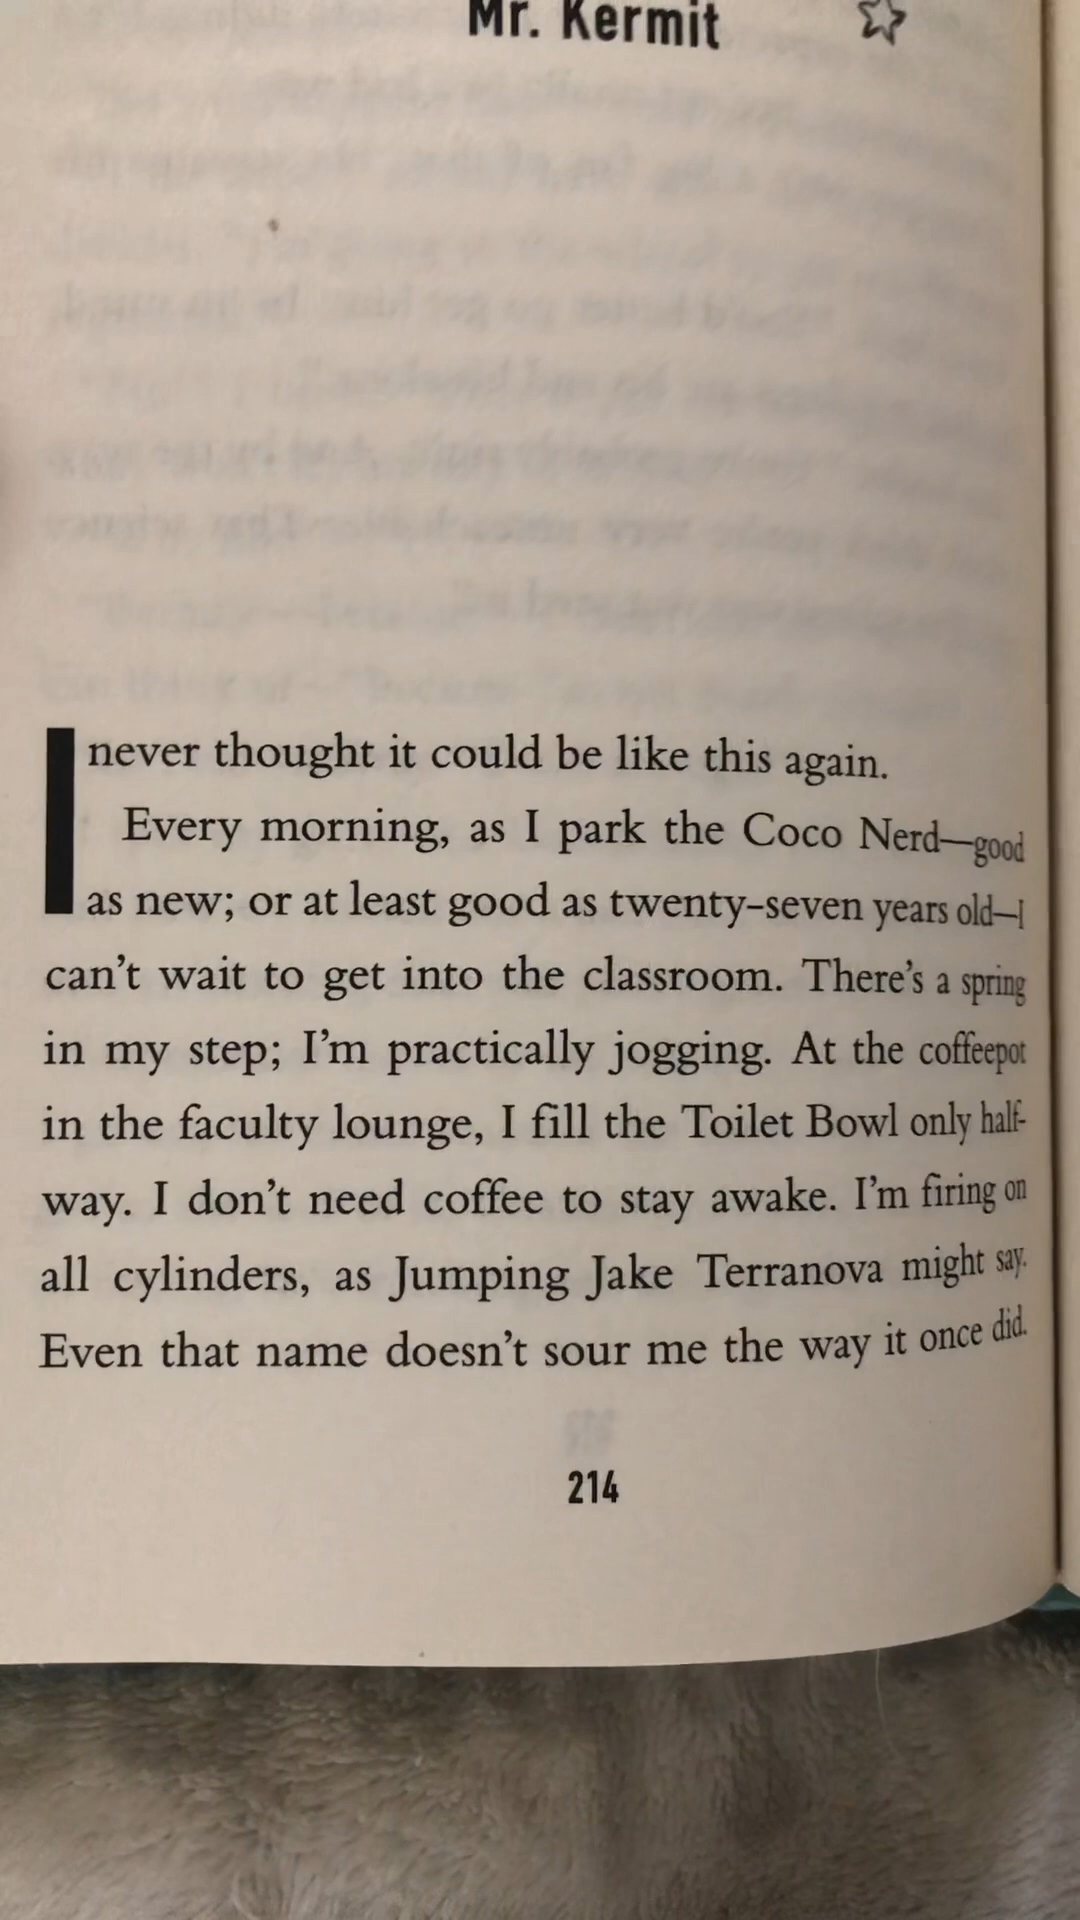 Mr. Kermit
I never thought it could be like this again.
Every morning, as I park the Coco Nerd—good
as new; or at least good as twenty-seven years old—I
can't wait to get into the classroom. There's a spring
in my step; I'm practically jogging. At the coffeepot
in the faculty lounge, I fill the Toilet Bowl only half-
way. I don't need coffee to stay awake. I'm firing on
all cylinders, as Jumping Jake Terranova might say.
Even that name doesn't sour me the way it once did.
214